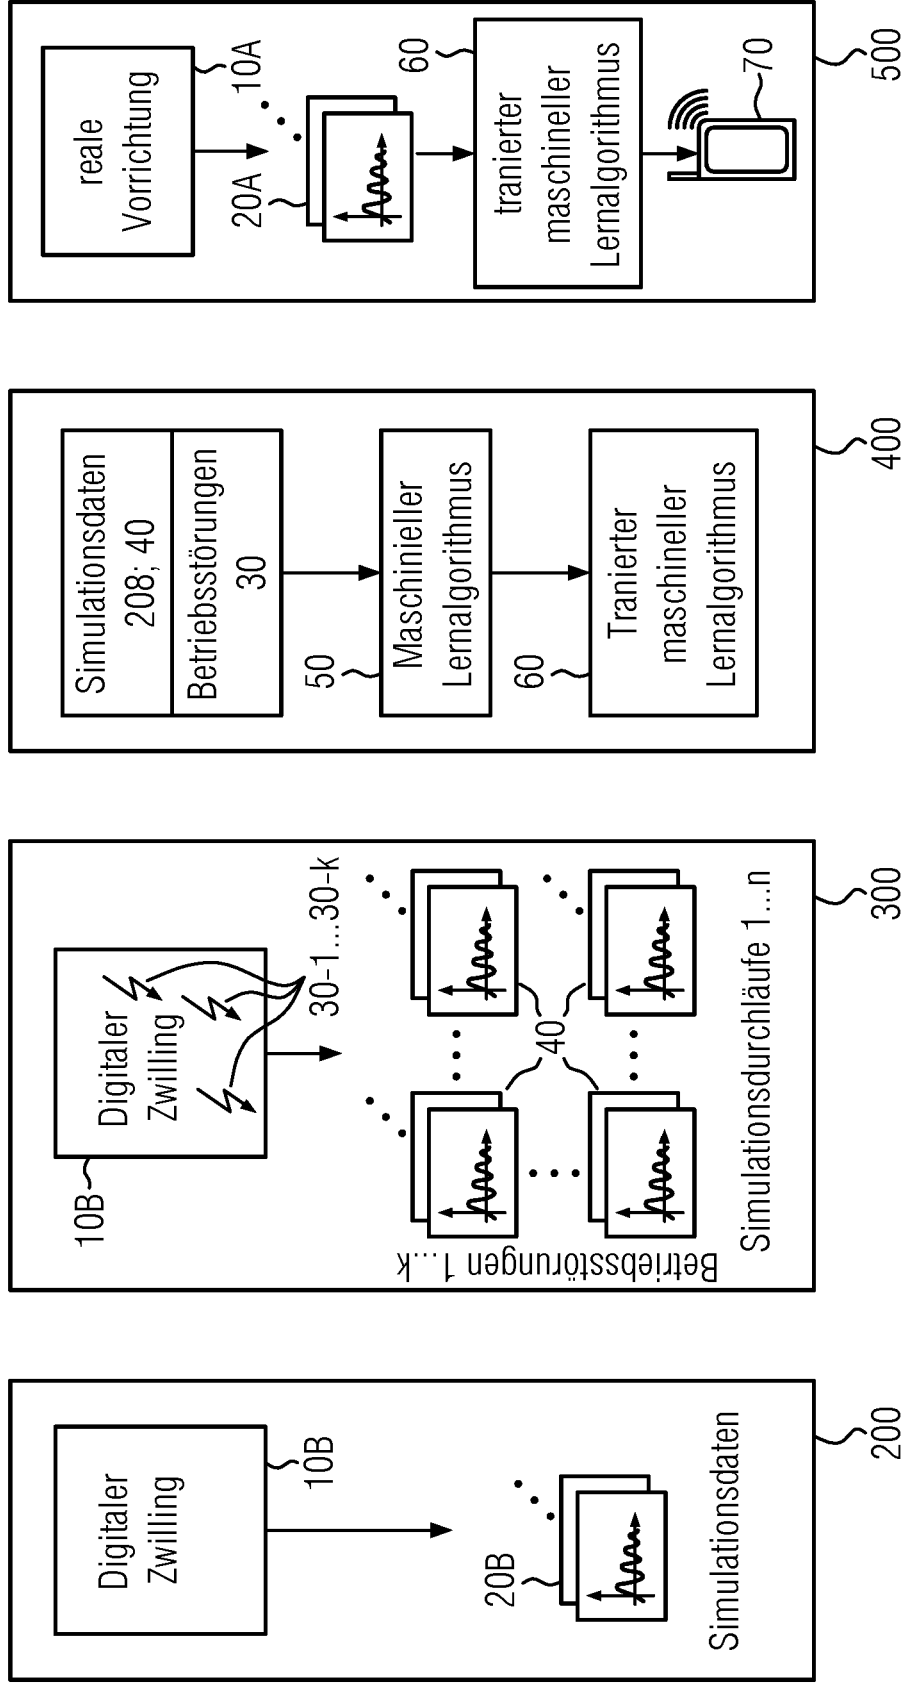 Digitaler
Zwilling
10B
20B
Simulationsdaten
200
10B
Digitaler
Zwilling
30-1...30-k
40
Betriebsstörungen 1...k
Simulationsdurchläufe 1...n
300
Simulationsdaten
208; 40
Betriebsstörungen
30
50
Maschinieller
Lernalgorithmus
60
Tranierter
maschineller
Lernalgorithmus
400
reale
Vorrichtung
10A
20A
60
tranierter
maschineller
Lernalgorithmus
70
500